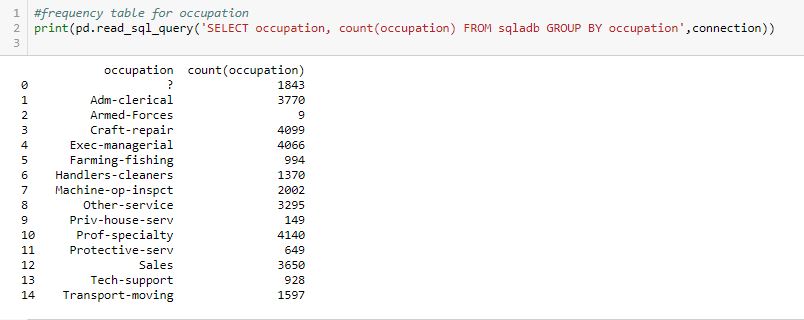 1 #frequency table for occupation
2 print(pd.read_sql_query('SELECT occupation, count(occupation) FROM sqladb GROUP BY occupation',connection))
3
occupation count(occupation)
0 ? 1843
1 Adm-clerical 3770
2 Armed-Forces 9
3 Craft-repair 4099
4 Exec-managerial 4066
5 Farming-fishing 994
6 Handlers-cleaners 1370
7 Machine-op-inspct 2002
8 Other-service 3295
9 Priv-house-serv 149
10 Prof-specialty 4140
11 Protective-serv 649
12 Sales 3650
13 Tech-support 928
14 Transport-moving 1597